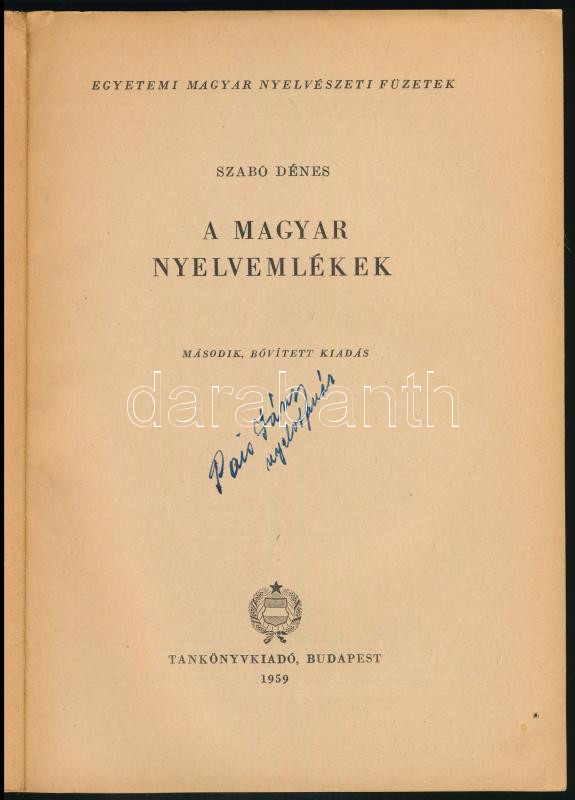 EGYETEMI MAGYAR NYELVÉSZETI FÜZETEK
SZABÓ DÉNES
A MAGYAR
NYELVEMLÉKEK
MÁSODIK, BŐVÍTETT KIADÁS
darabanth
TANKÖNYVKIADÓ, BUDAPEST
1959